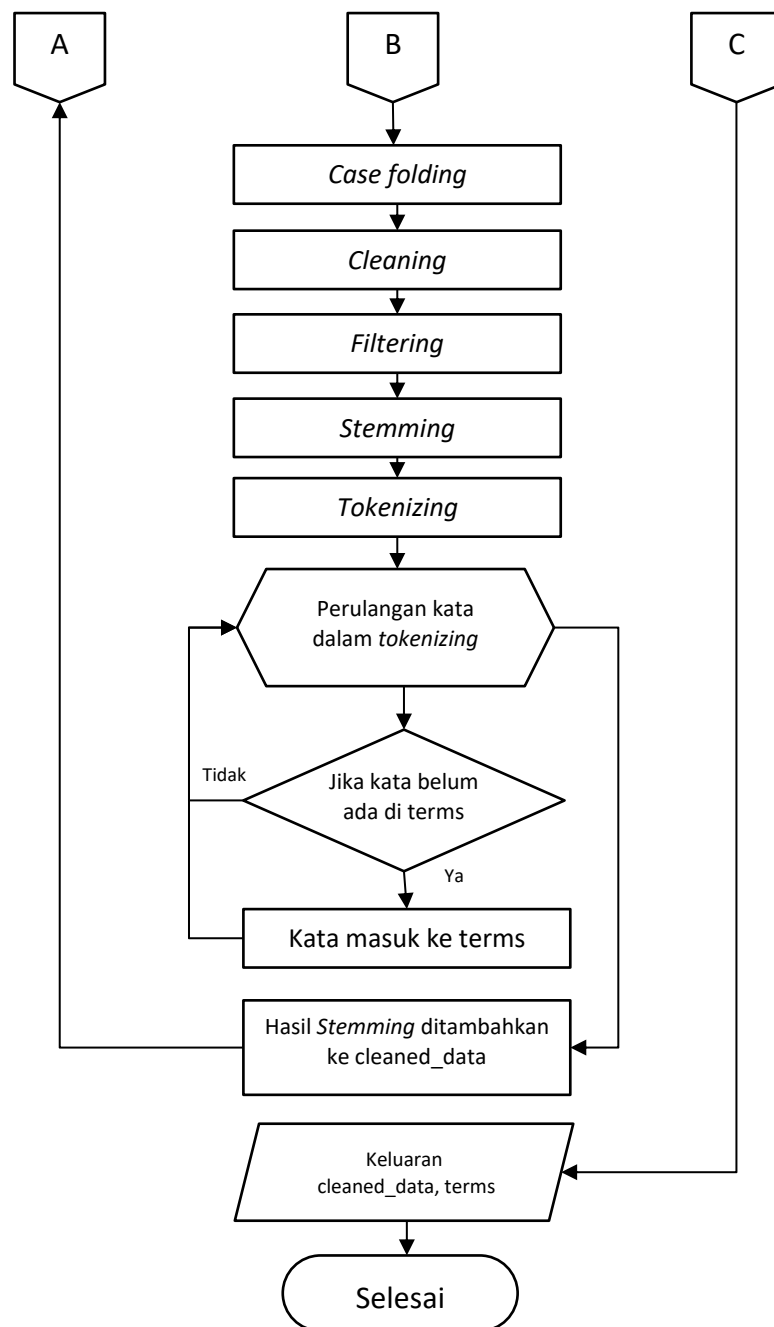 A
B
C
Case folding
Cleaning
Filtering
Stemming
Tokenizing
Perulangan kata
dalam tokenizing
Tidak
Jika kata belum
ada di terms
Ya
Kata masuk ke terms
Hasil Stemming ditambahkan
ke cleaned_data
Keluaran
cleaned_data, terms
Selesai